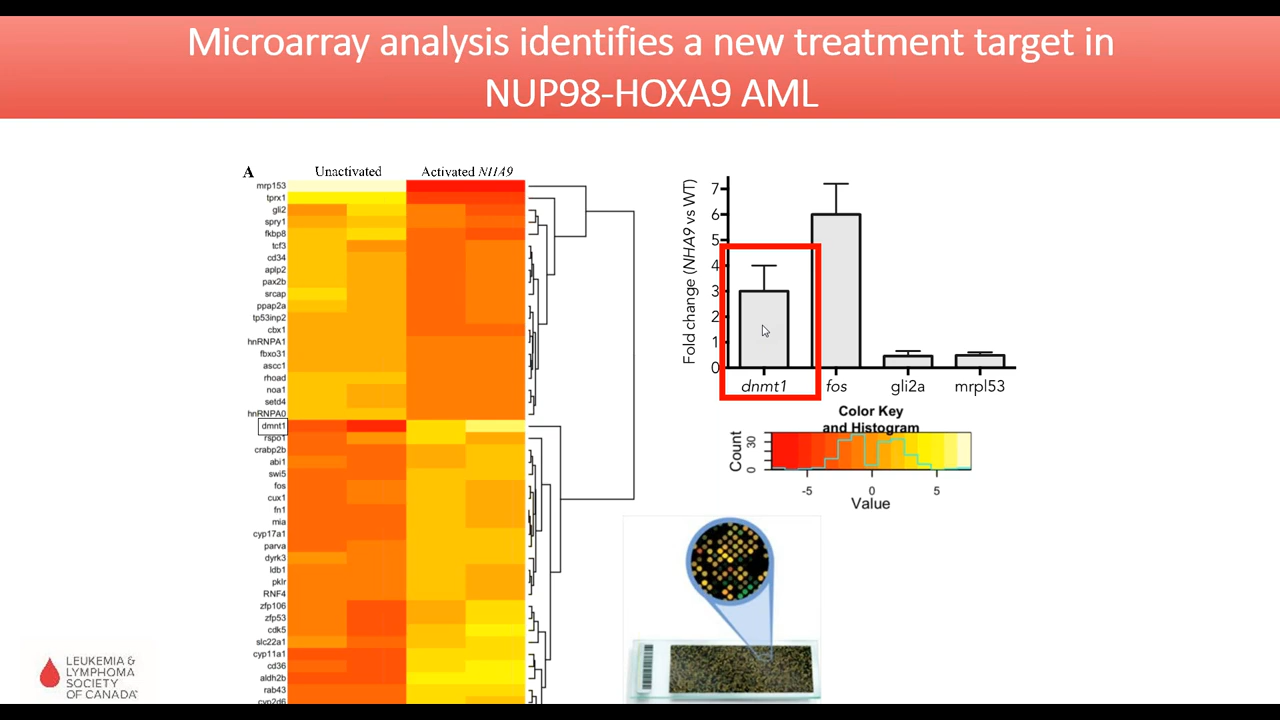 Microarray analysis identifies a new treatment target in
NUP98-HOXA9 AML
A
Unactivated
Activated NHA9
mrp153
tprx1
gli2
spry1
fkbp8
tcf3
cd34
aplp2
pax2b
srcap
ppap2a
tp53inp2
cbx1
hnRNPA1
fbxo31
ascc1
rhoad
noa1
setd4
hnRNPA0
dmnt1
rspo1
crabp2b
abi1
swi5
fos
cux1
fn1
mia
cyp17a1
parva
dyrk3
ldb1
pklr
RNF4
zfp106
zfp53
cdk5
slc22a1
cyp11a1
cd36
aldh2b
rab43
cyp2d6
Fold change (NHA9 vs WT)
7
6
5
4
3
2
1
0
dnmt1
fos
gli2a
mrpl53
Color Key
and Histogram
Count
30
0
-5
0
5
Value
LEUKEMIA &
LYMPHOMA
SOCIETY
OF CANADA